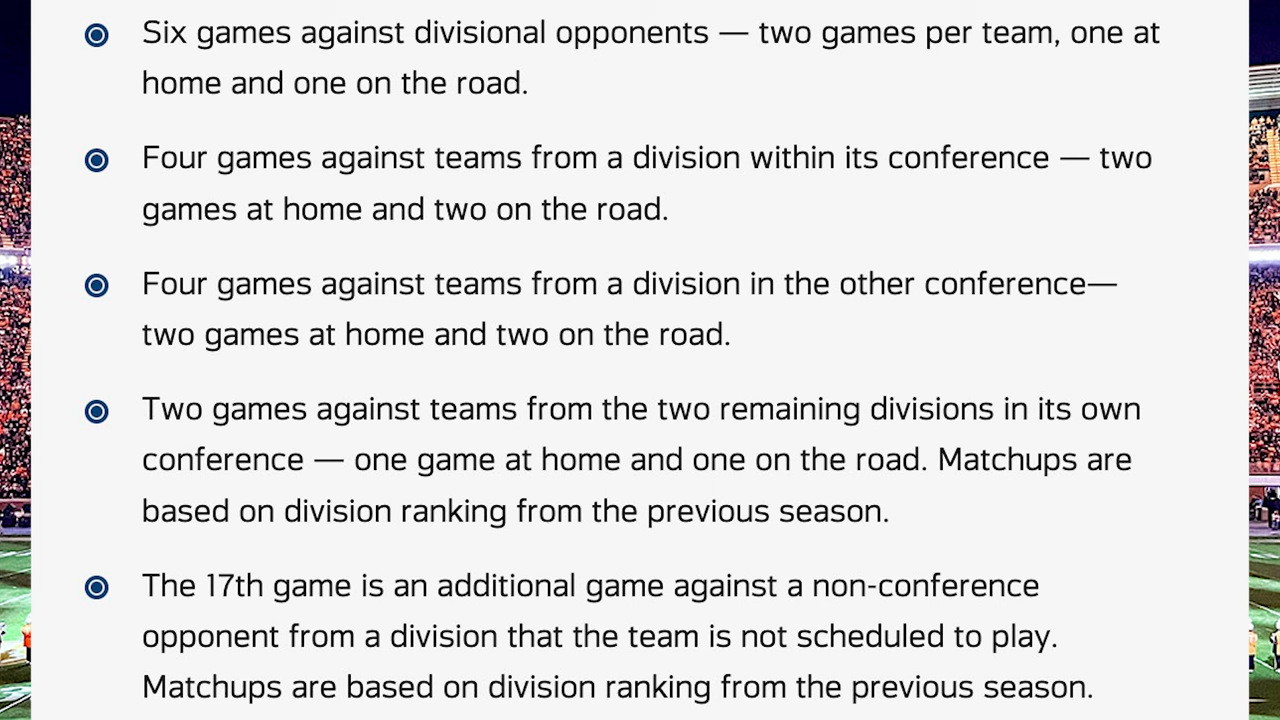 Six games against divisional opponents — two games per team, one at
home and one on the road.
Four games against teams from a division within its conference — two
games at home and two on the road.
Four games against teams from a division in the other conference—
two games at home and two on the road.
Two games against teams from the two remaining divisions in its own
conference — one game at home and one on the road. Matchups are
based on division ranking from the previous season.
The 17th game is an additional game against a non-conference
opponent from a division that the team is not scheduled to play.
Matchups are based on division ranking from the previous season.